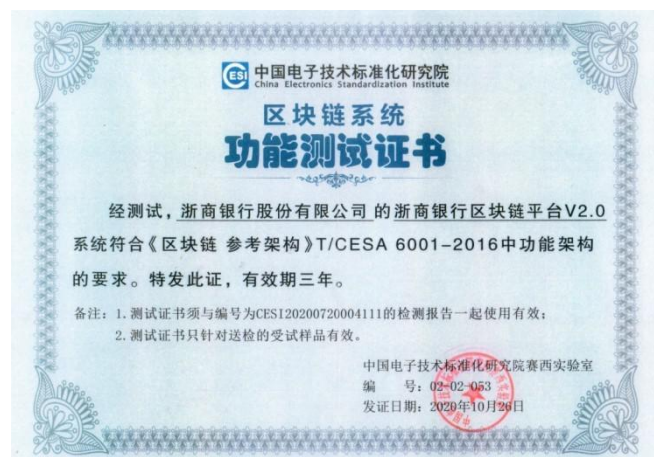 CESI 中国电子技术标准化研究院
China Electronics Standardization Institute
区块链系统
功能测试证书
经测试，浙商银行股份有限公司的浙商银行区块链平台V2.0
系统符合《区块链 参考架构》T/CESA 6001-2016中功能架构
的要求。特发此证，有效期三年。
备注：1.测试证书须与编号为CESI20200720004111的检测报告一起使用有效；
2.测试证书只针对送检的受试样品有效。
中国电子技术标准化研究院赛西实验室
编 号：02-02-053
发证日期：2020年10月26日